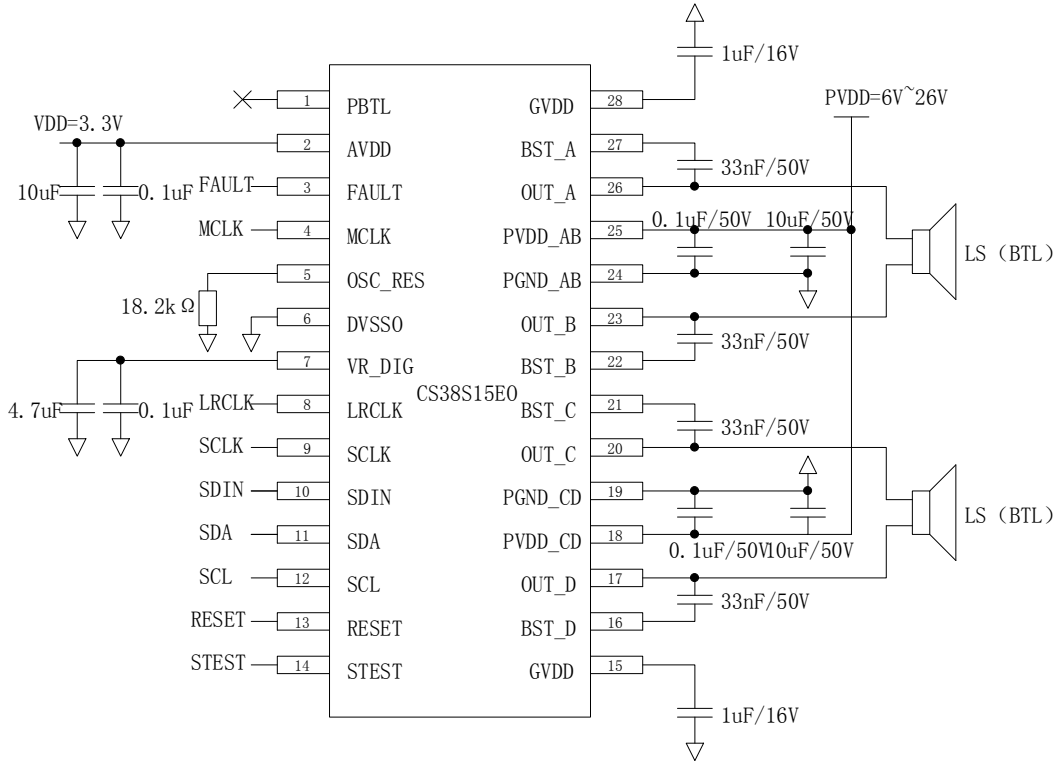 1uF/16V
PVDD=6V~26V
1 PBTL GVDD 28
VDD=3.3V
2 AVDD BST_A 27
33nF/50V
10uF 0.1uF
FAULT 3 FAULT OUT_A 26
0.1uF/50V 10uF/50V
MCLK 4 MCLK PVDD_AB 25
LS (BTL)
5 OSC_RES PGND_AB 24
18.2kΩ
6 DVSSO OUT_B 23
33nF/50V
7 VR_DIG BST_B 22
CS38S15EO
4.7uF 0.1uF
LRCLK 8 LRCLK BST_C 21
33nF/50V
SCLK 9 SCLK OUT_C 20
SDIN 10 SDIN PGND_CD 19
LS (BTL)
SDA 11 SDA PVDD_CD 18
0.1uF/50V 10uF/50V
SCL 12 SCL OUT_D 17
33nF/50V
RESET 13 RESET BST_D 16
STEST 14 STEST GVDD 15
1uF/16V